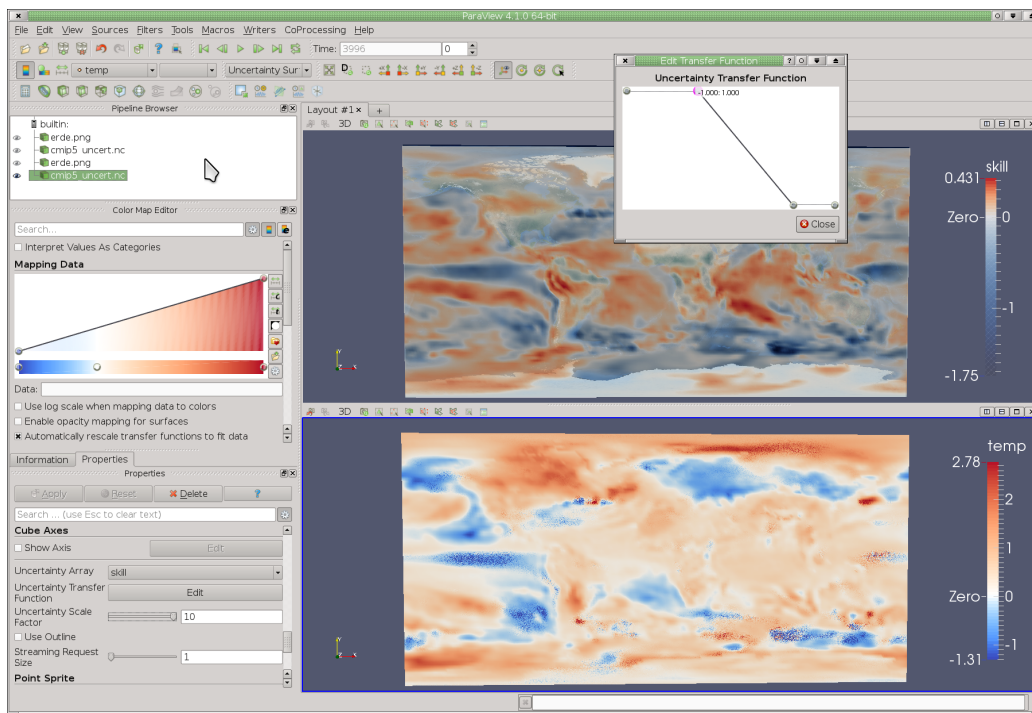 ParaView 4.1.0 64-bit
File Edit View Sources Filters Tools Macros Writers CoProcessing Help
Time: 3996 0
temp Uncertainty Sur
Pipeline Browser
builtin:
erde.png
cmip5_uncert.nc
erde.png
cmip5_uncert.nc
Color Map Editor
Search...
Interpret Values As Categories
Mapping Data
Data:
Use log scale when mapping data to colors
Enable opacity mapping for surfaces
Automatically rescale transfer functions to fit data
Information Properties
Properties
Apply Reset Delete ?
Search ... (use Esc to clear text)
Cube Axes
Show Axis Edit
Uncertainty Array skill
Uncertainty Transfer Function Edit
Uncertainty Scale Factor 10
Use Outline
Streaming Request Size 1
Point Sprite
Layout #1 +
3D
Edit Transfer Function
Uncertainty Transfer Function
-1.000: 1.000
Close
skill
0.431
Zero 0
-1
-1.75
Y
X
3D
temp
2.78
2
1
Zero 0
-1
-1.31
Y
X